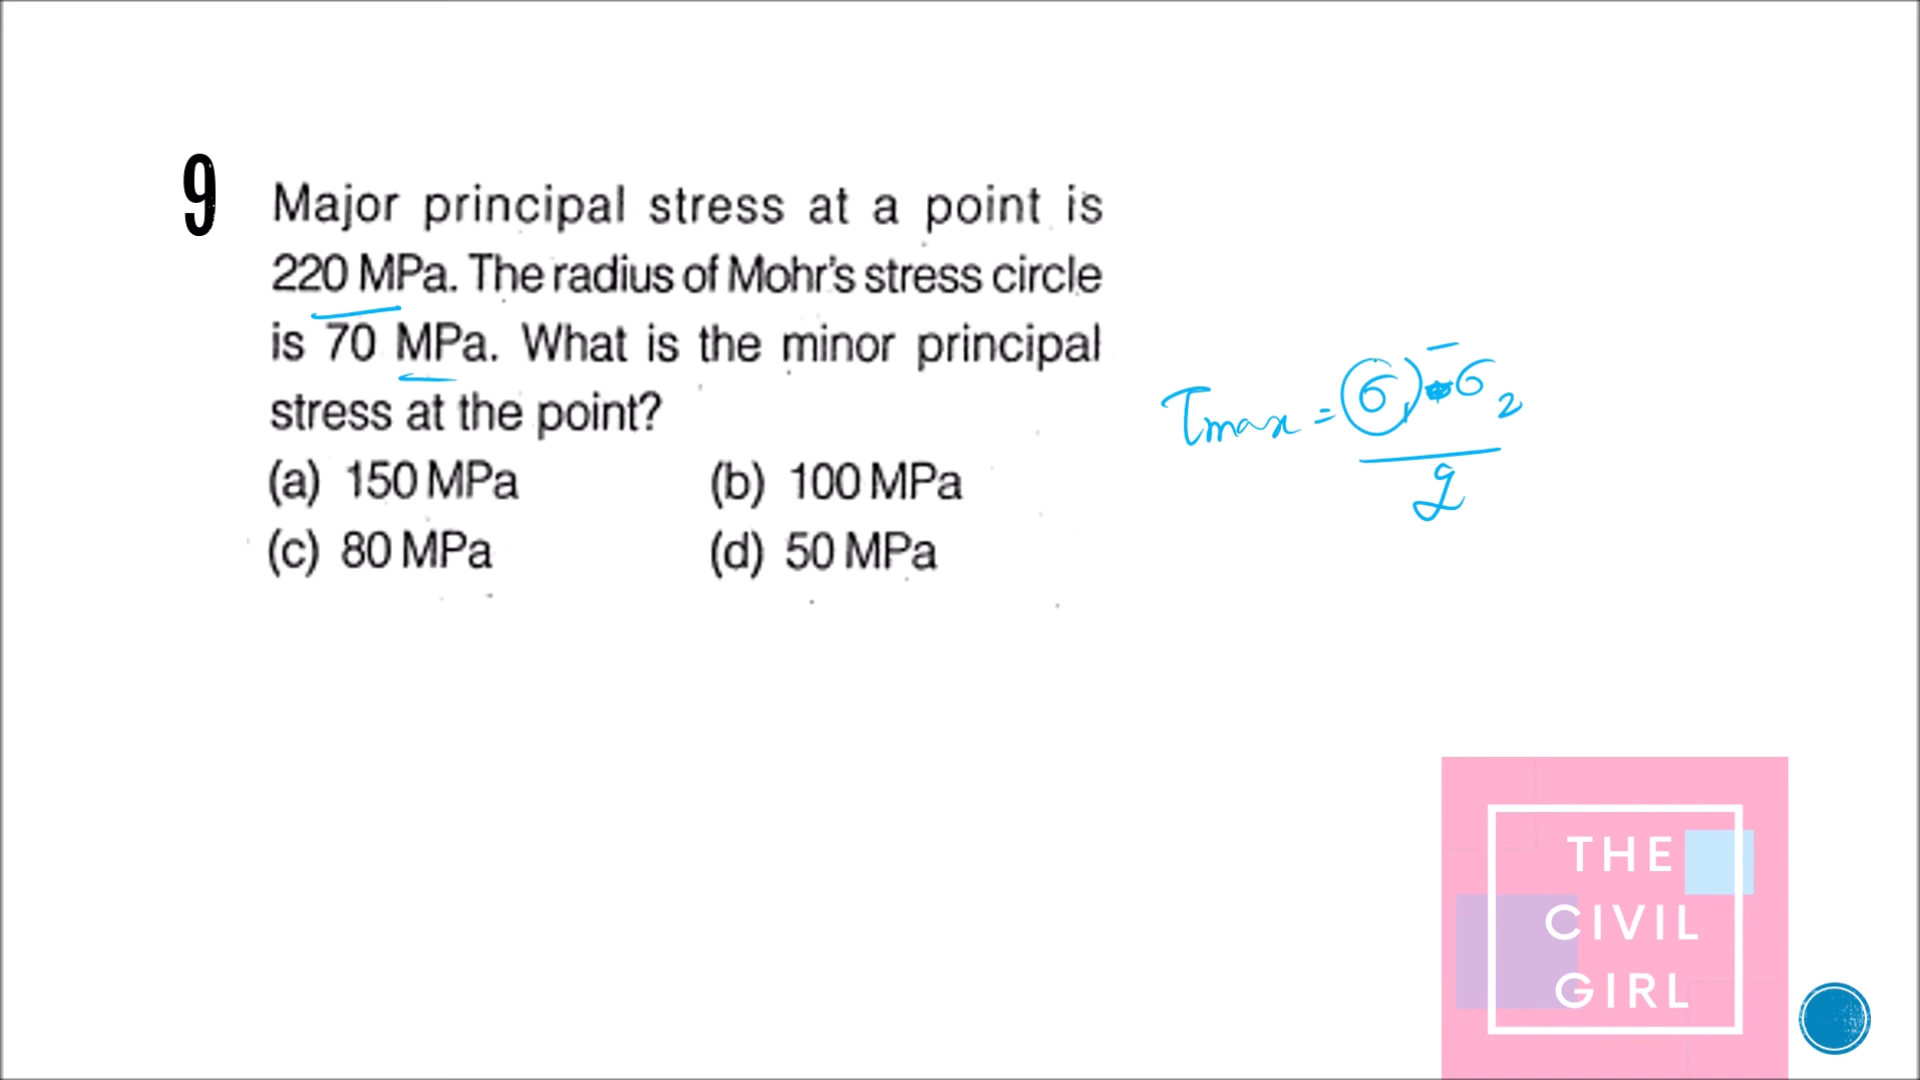 9
Major principal stress at a point is
220 MPa. The radius of Mohr's stress circle
is 70 MPa. What is the minor principal
stress at the point?
(a) 150 MPa (b) 100 MPa
(c) 80 MPa (d) 50 MPa
τmax = σ1 - σ2
2
THE
CIVIL
GIRL